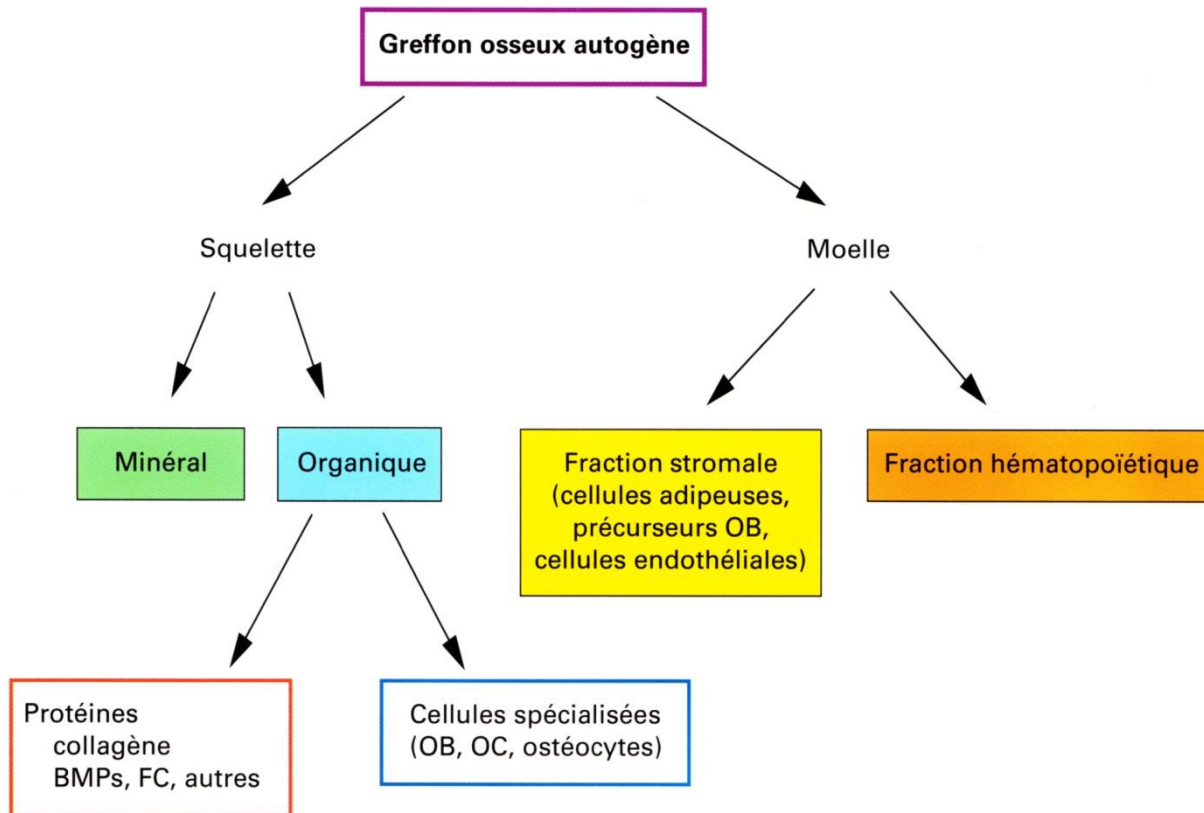 Greffon osseux autogène
Squelette
Moelle
Minéral
Organique
Fraction stromale
(cellules adipeuses,
précurseurs OB,
cellules endothéliales)
Fraction hématopoïétique
Protéines
collagène
BMPs, FC, autres
Cellules spécialisées
(OB, OC, ostéocytes)